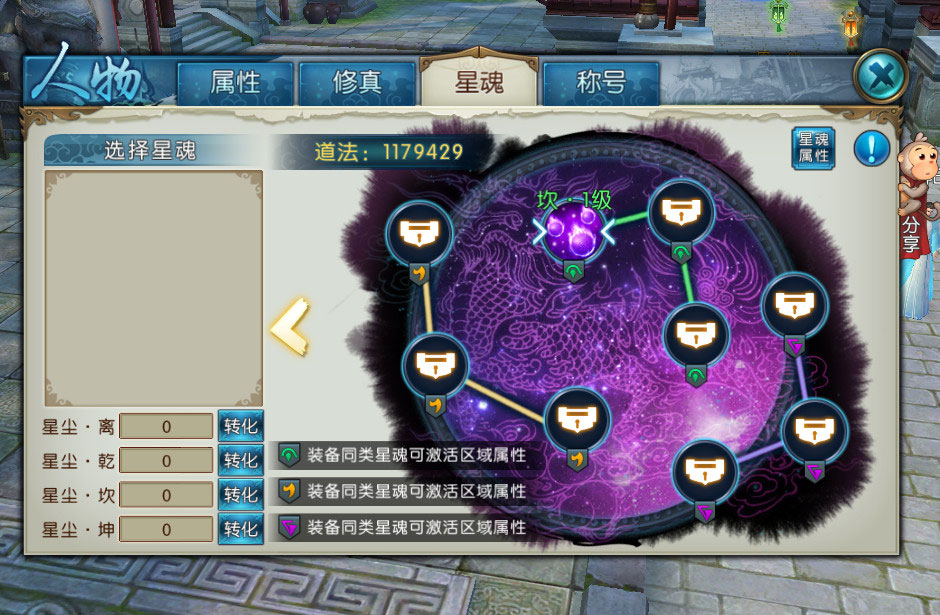 人物
属性
修真
星魂
称号
选择星魂
道法：1179429
星魂
属性
坎·1级
分享
星尘·离 0 转化
星尘·乾 0 转化
星尘·坎 0 转化
星尘·坤 0 转化
装备同类星魂可激活区域属性
装备同类星魂可激活区域属性
装备同类星魂可激活区域属性